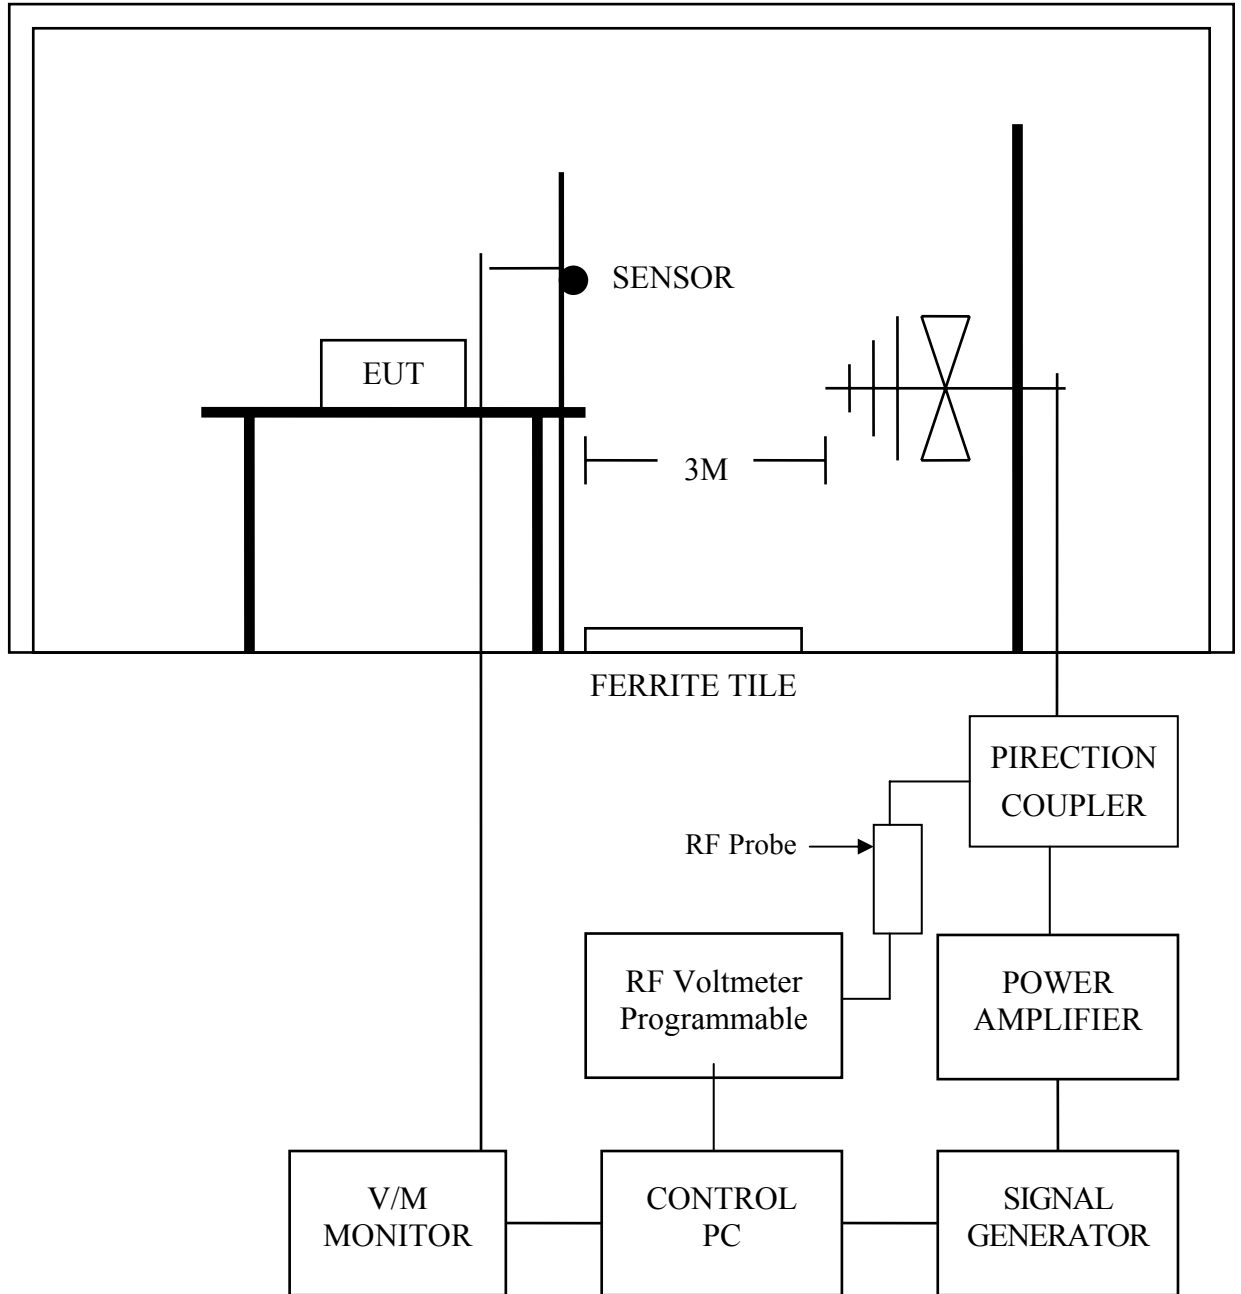 SENSOR
EUT
3M
FERRITE TILE
PIRECTION
COUPLER
RF Probe
RF Voltmeter
Programmable
POWER
AMPLIFIER
V/M
MONITOR
CONTROL
PC
SIGNAL
GENERATOR